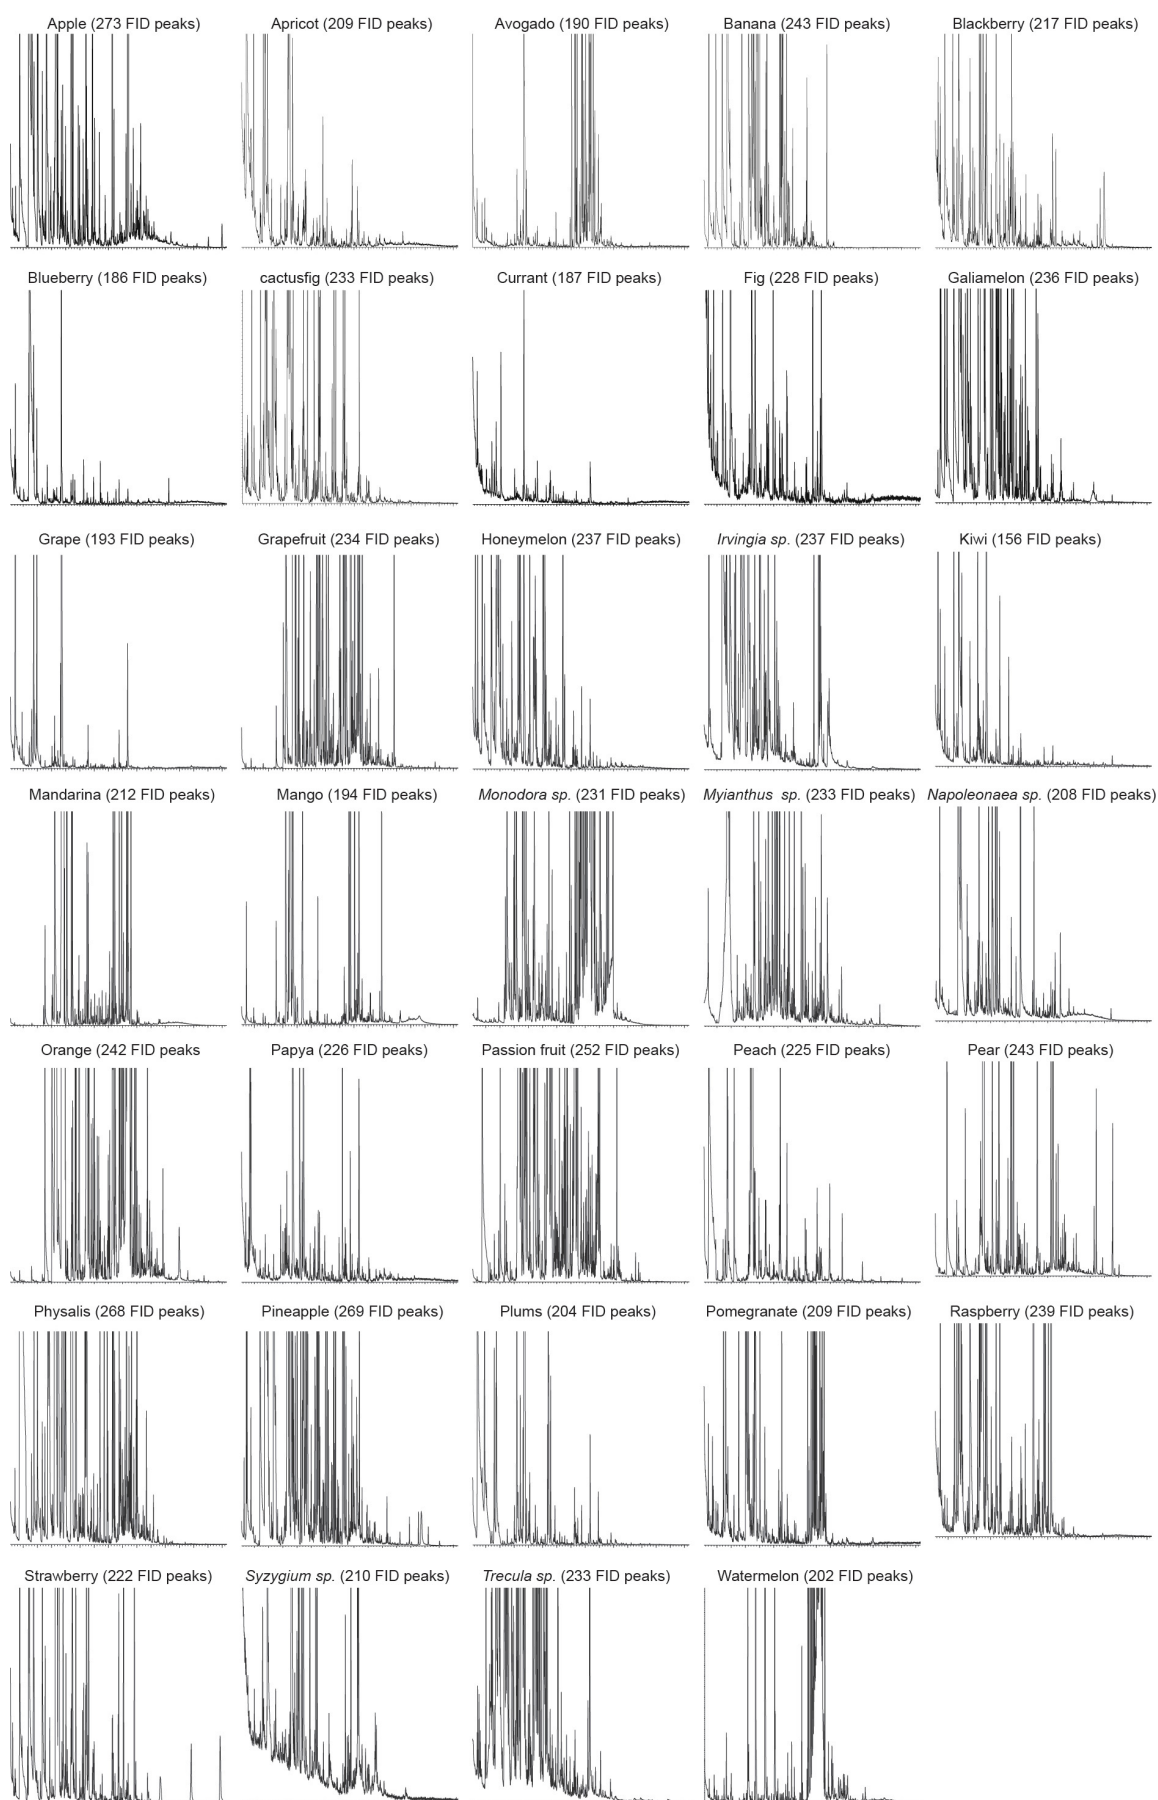 Apple (273 FID peaks)
Apricot (209 FID peaks)
Avogado (190 FID peaks)
Banana (243 FID peaks)
Blackberry (217 FID peaks)
Blueberry (186 FID peaks)
cactusfig (233 FID peaks)
Currant (187 FID peaks)
Fig (228 FID peaks)
Galiamelon (236 FID peaks)
Grape (193 FID peaks)
Grapefruit (234 FID peaks)
Honeymelon (237 FID peaks)
Irvingia sp. (237 FID peaks)
Kiwi (156 FID peaks)
Mandarina (212 FID peaks)
Mango (194 FID peaks)
Monodora sp. (231 FID peaks)
Myianthus sp. (233 FID peaks)
Napoleonaea sp. (208 FID peaks)
Orange (242 FID peaks
Papya (226 FID peaks)
Passion fruit (252 FID peaks)
Peach (225 FID peaks)
Pear (243 FID peaks)
Physalis (268 FID peaks)
Pineapple (269 FID peaks)
Plums (204 FID peaks)
Pomegranate (209 FID peaks)
Raspberry (239 FID peaks)
Strawberry (222 FID peaks)
Syzygium sp. (210 FID peaks)
Trecula sp. (233 FID peaks)
Watermelon (202 FID peaks)